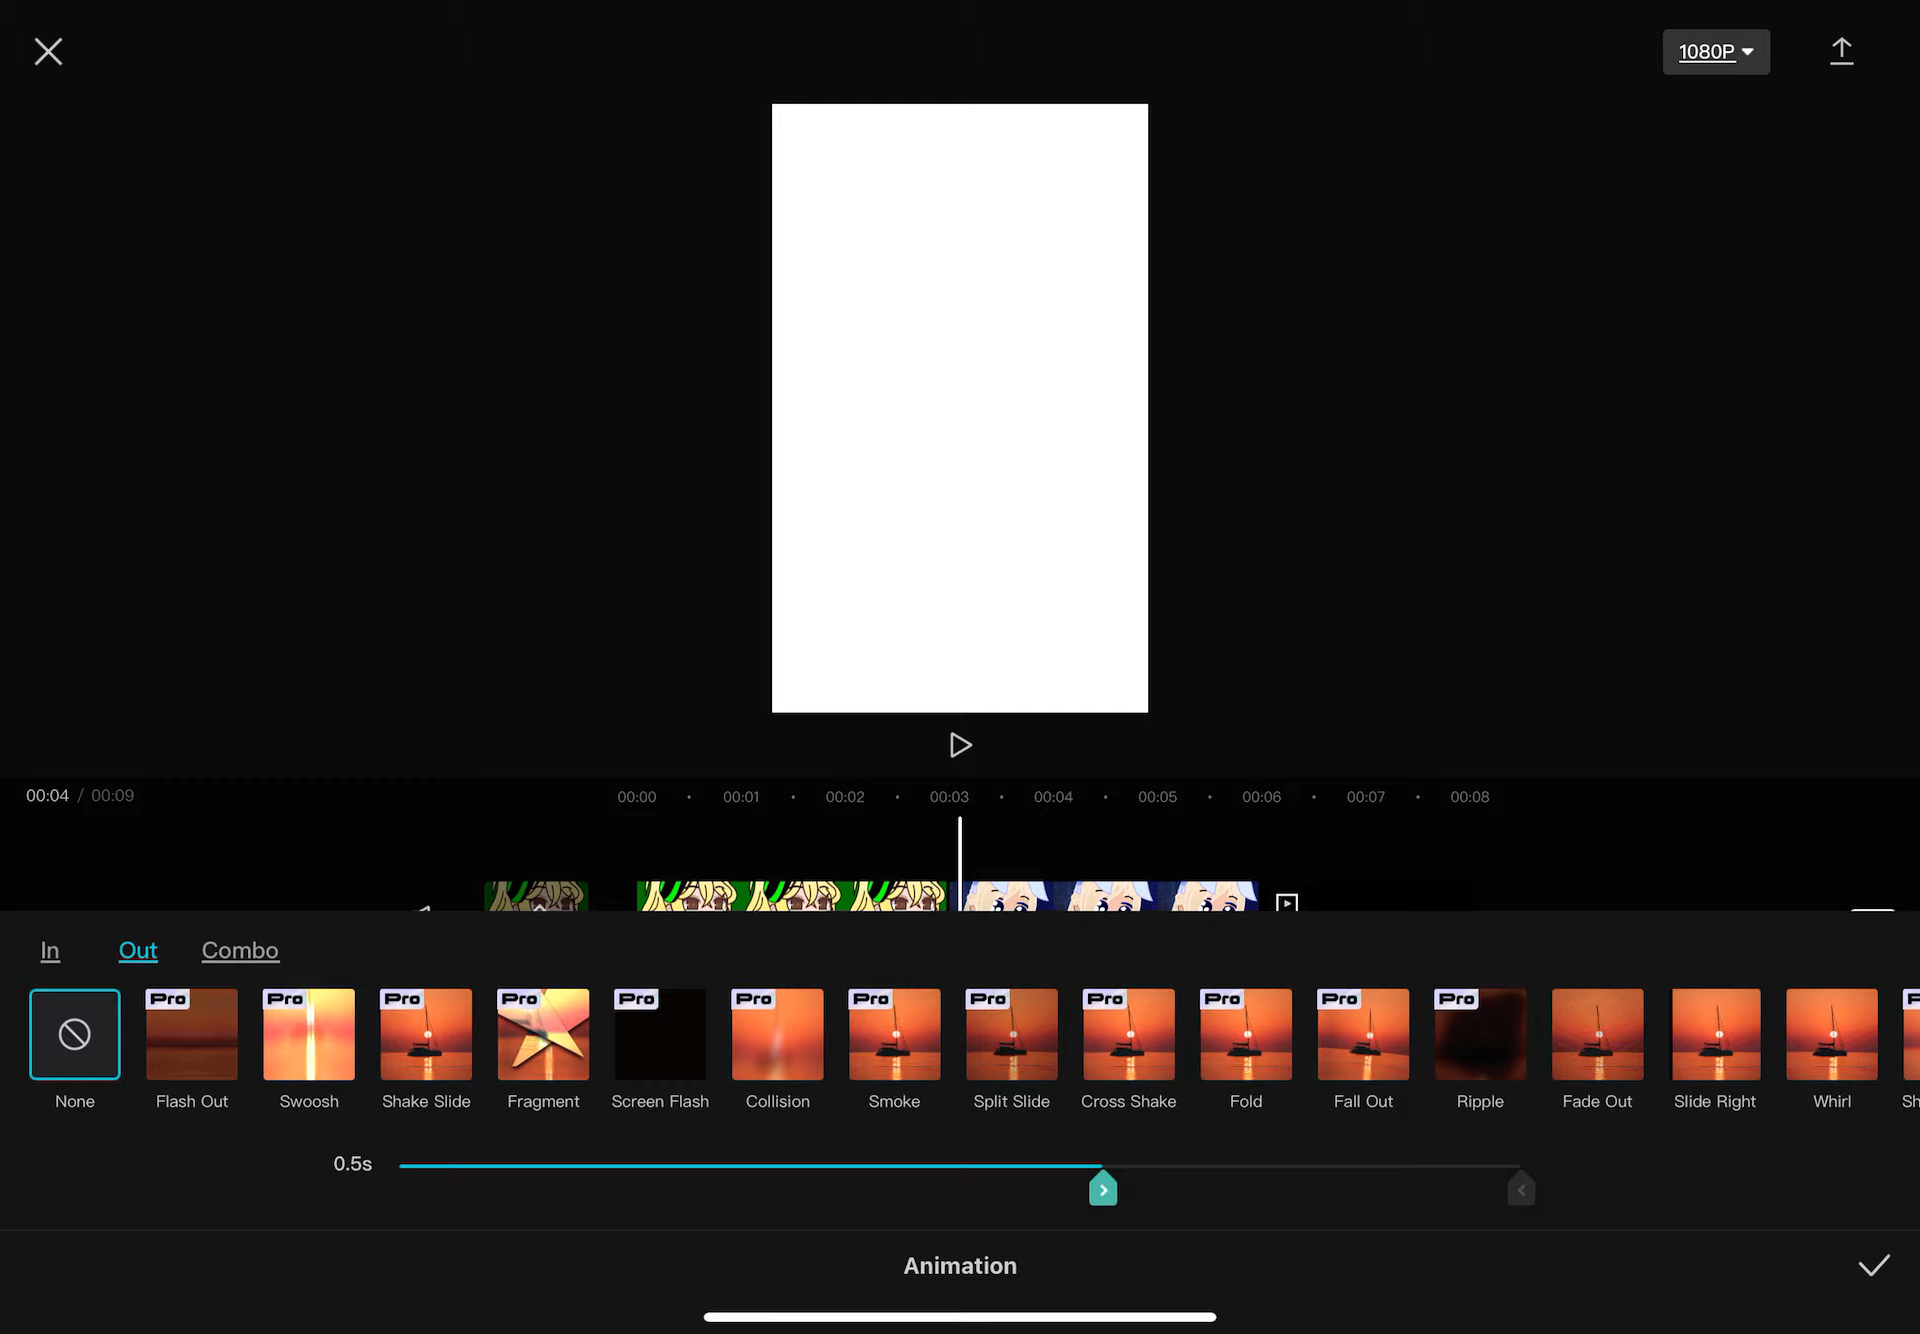 1080P
00:04 / 00:09
00:00 00:01 00:02 00:03 00:04 00:05 00:06 00:07 00:08
In Out Combo
Pro Pro Pro Pro Pro Pro Pro Pro Pro Pro Pro Pro
None Flash Out Swoosh Shake Slide Fragment Screen Flash Collision Smoke Split Slide Cross Shake Fold Fall Out Ripple Fade Out Slide Right Whirl
0.5s
Animation